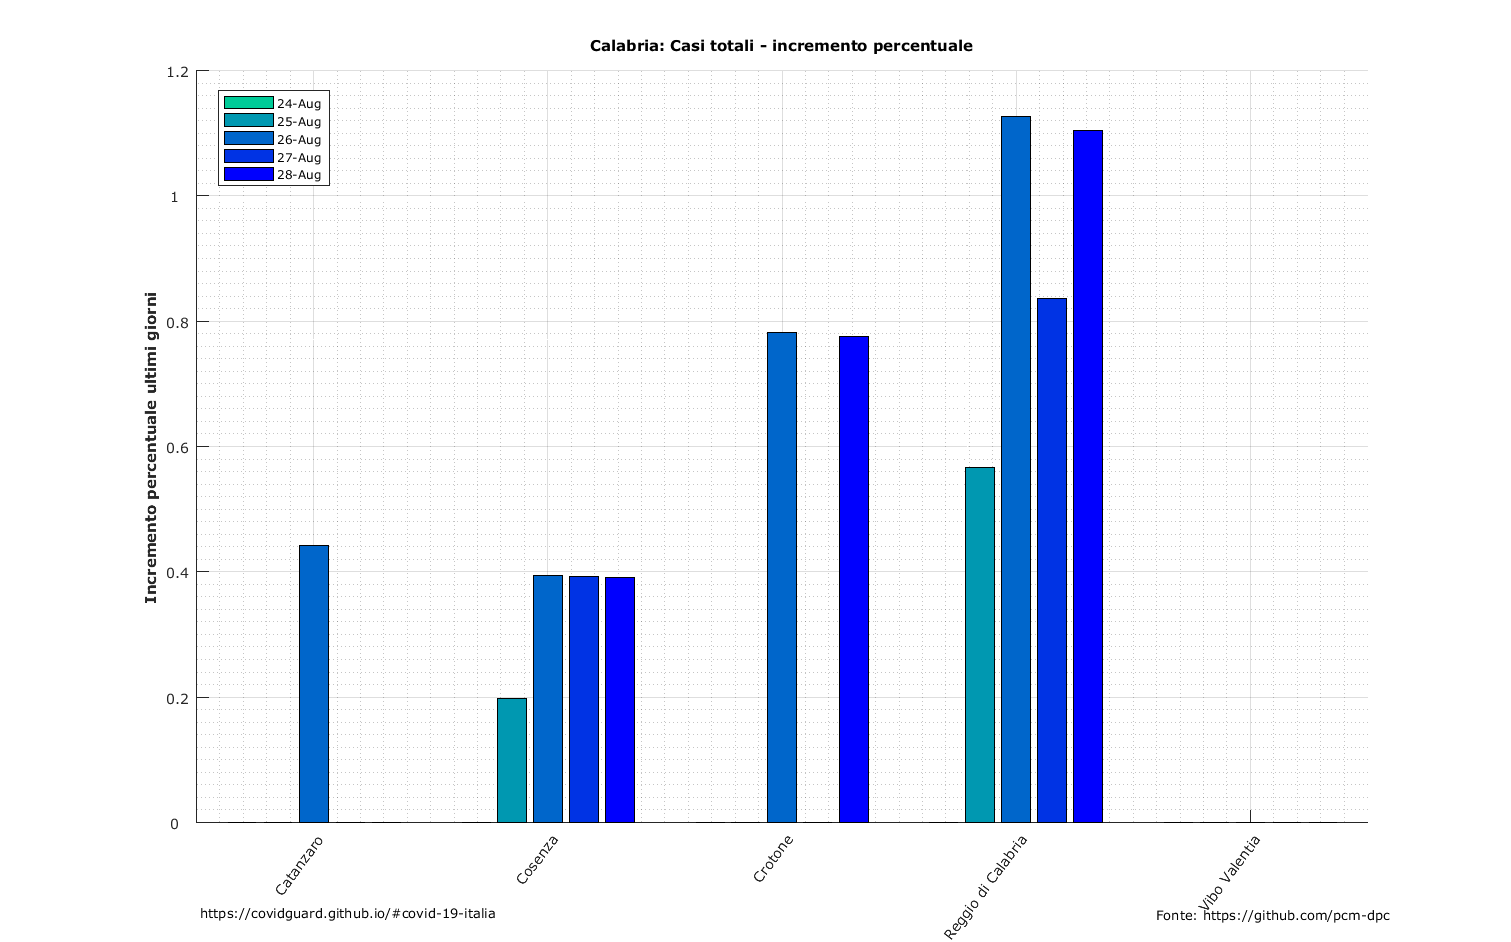 Calabria: Casi totali - incremento percentuale
1.2
1
0.8
0.6
0.4
0.2
0
Incremento percentuale ultimi giorni
24-Aug
25-Aug
26-Aug
27-Aug
28-Aug
Catanzaro
Cosenza
Crotone
Reggio di Calabria
Vibo Valentia
https://covidguard.github.io/#covid-19-italia
Fonte: https://github.com/pcm-dpc